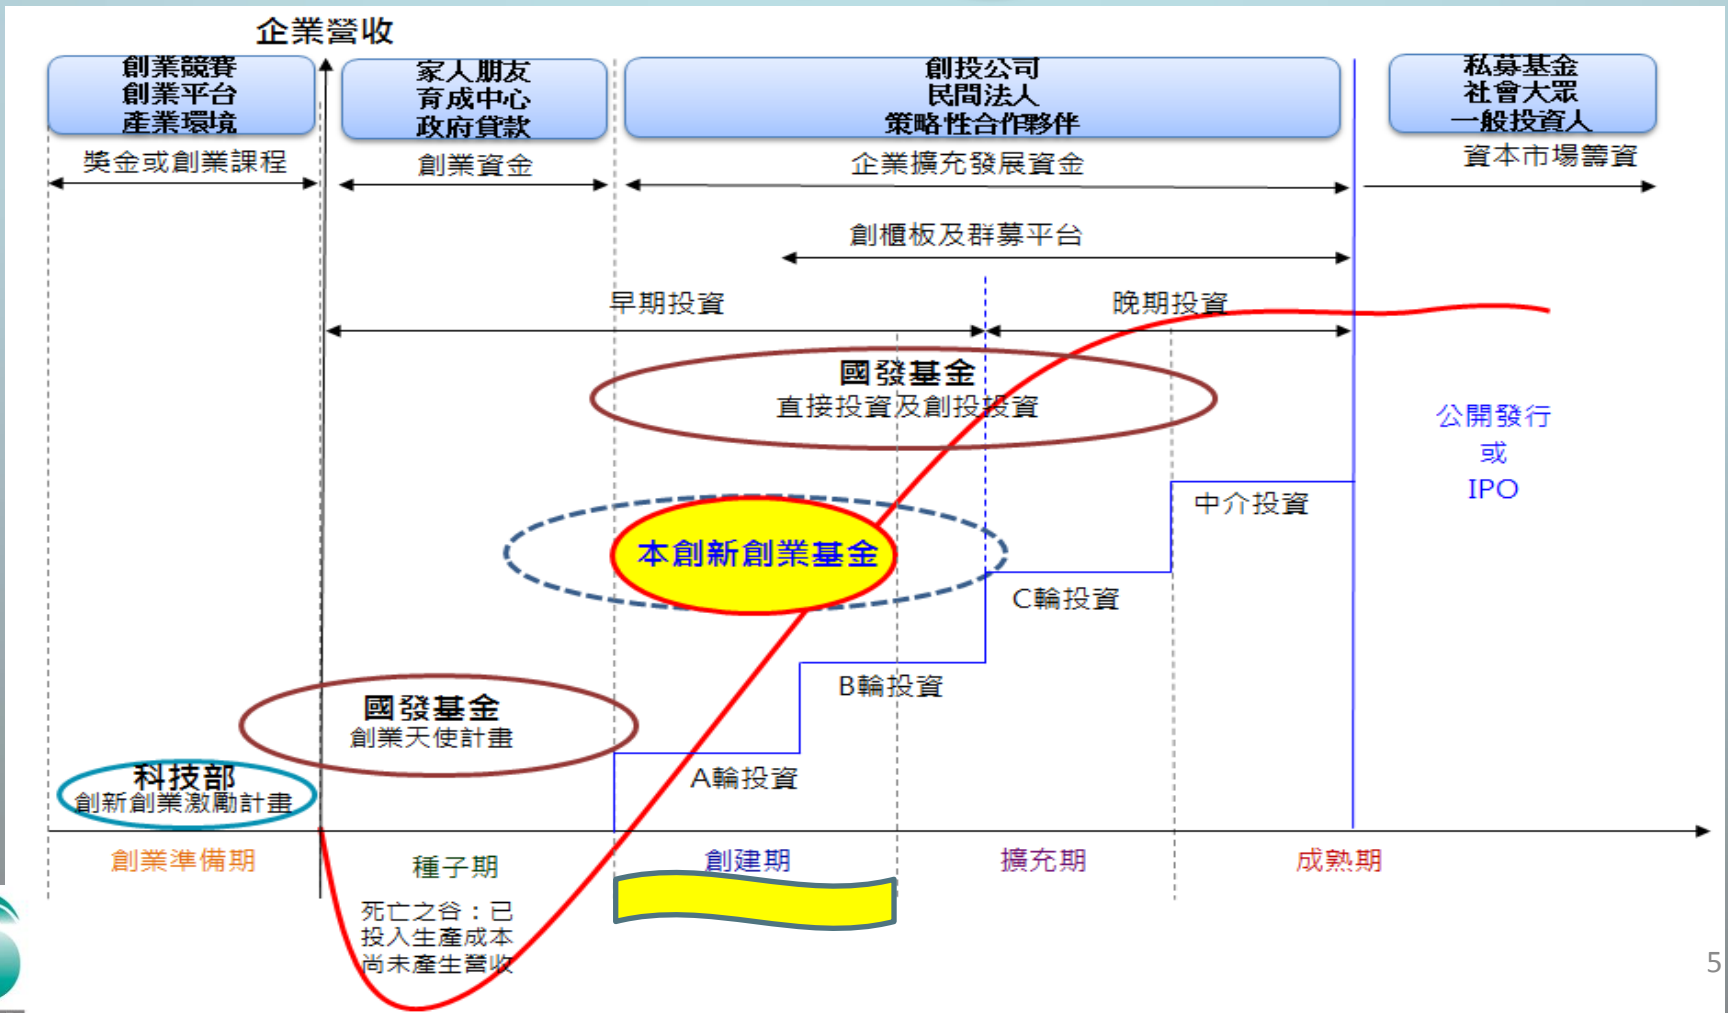 企業營收
創業競賽
創業平台
產業環境
家人朋友
育成中心
政府貸款
創投公司
民間法人
策略性合作夥伴
私募基金
社會大眾
一般投資人
獎金或創業課程
創業資金
企業擴充發展資金
資本市場籌資
創櫃板及群募平台
早期投資
晚期投資
國發基金
直接投資及創投投資
公開發行
或
IPO
中介投資
本創新創業基金
C輪投資
B輪投資
國發基金
創業天使計畫
A輪投資
科技部
創新創業激勵計畫
創業準備期
種子期
創建期
擴充期
成熟期
死亡之谷：已
投入生產成本
尚未產生營收
5